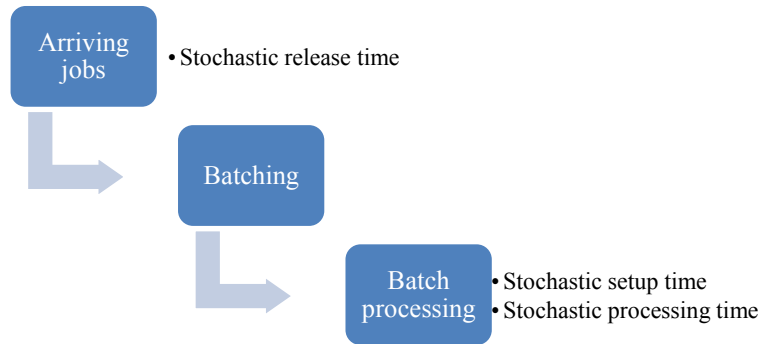 Arriving
jobs
• Stochastic release time
Batching
Batch
processing
• Stochastic setup time
• Stochastic processing time